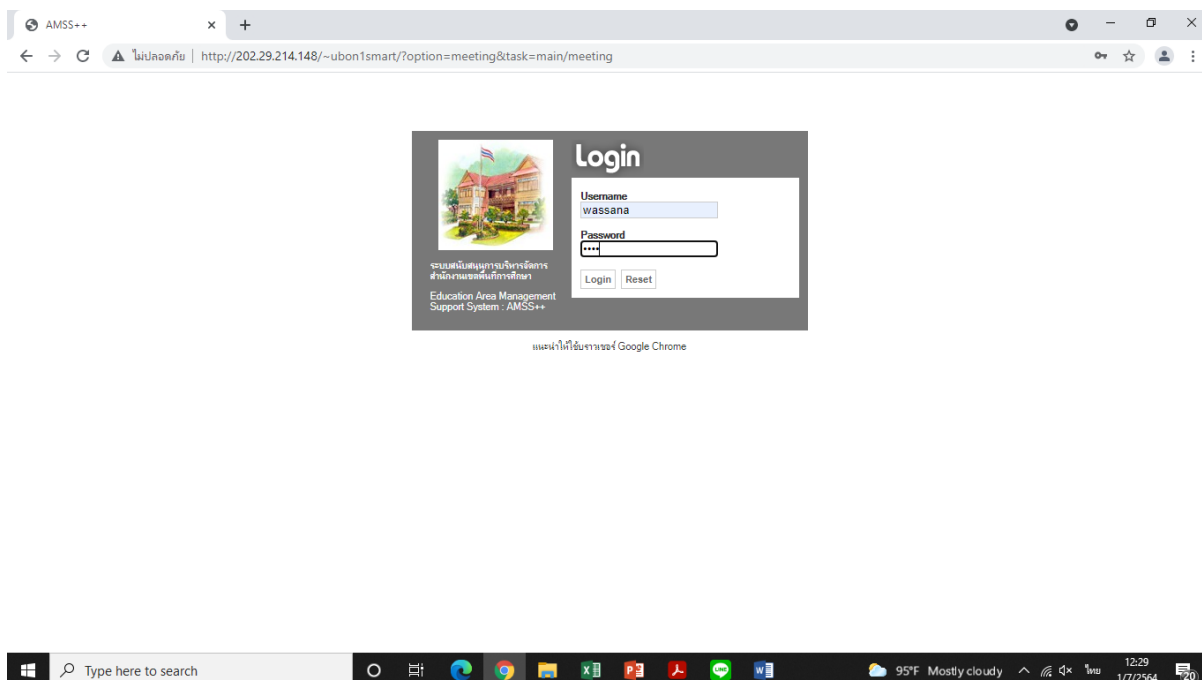 AMSS++
ไม่ปลอดภัย | http://202.29.214.148/~ubon1smart/?option=meeting&task=main/meeting
Login
Username
wassana
Password
••••
Login Reset
ระบบสนับสนุนการบริหารจัดการ
สำนักงานเขตพื้นที่การศึกษา
Education Area Management
Support System : AMSS++
แนะนำให้ใช้บราวเซอร์ Google Chrome
Type here to search
95°F Mostly cloudy
ไทย
12:29
1/7/2564
20